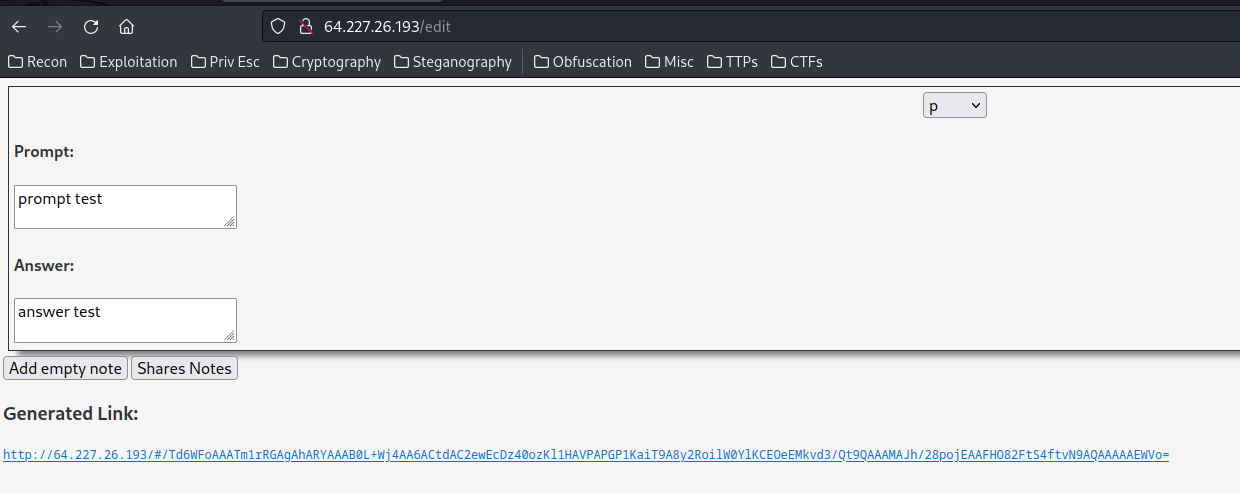 64.227.26.193/edit
Recon Exploitation Priv Esc Cryptography Steganography Obfuscation Misc TTPs CTFs
p
Prompt:
prompt test
Answer:
answer test
Add empty note Shares Notes
Generated Link:
http://64.227.26.193/#/Td6WFoAAATm1rRGAgAhARYAAAB0L+Wj4AA6ACtdAC2ewEcDz40ozKl1HAVPAPGP1KaiT9A8y2RoilW0YlKCEOeEMkvd3/Qt9QAAAMAJh/28pojEAAFHO82FtS4ftvN9AQAAAAAEWVo=